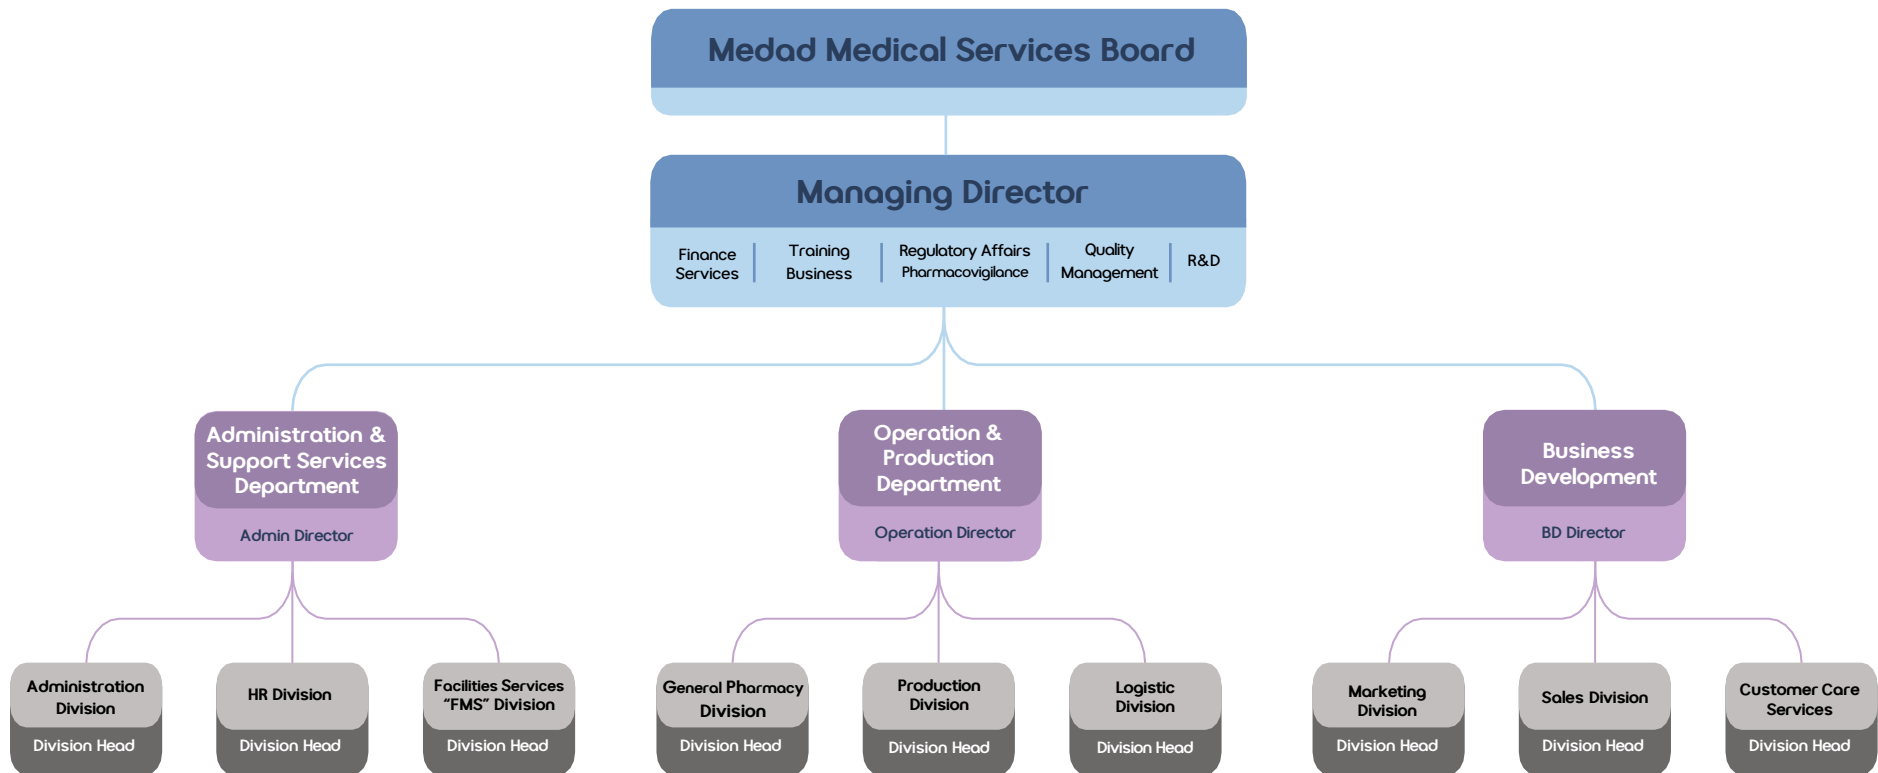 Medad Medical Services Board
Managing Director
Finance
Services
Training
Business
Regulatory Affairs
Pharmacovigilance
Quality
Management
R&D
Administration &
Support Services
Department
Admin Director
Operation &
Production
Department
Operation Director
Business
Development
BD Director
Administration
Division
Division Head
HR Division
Division Head
Facilities Services
“FMS” Division
Division Head
General Pharmacy
Division
Division Head
Production
Division
Division Head
Logistic
Division
Division Head
Marketing
Division
Division Head
Sales Division
Division Head
Customer Care
Services
Division Head